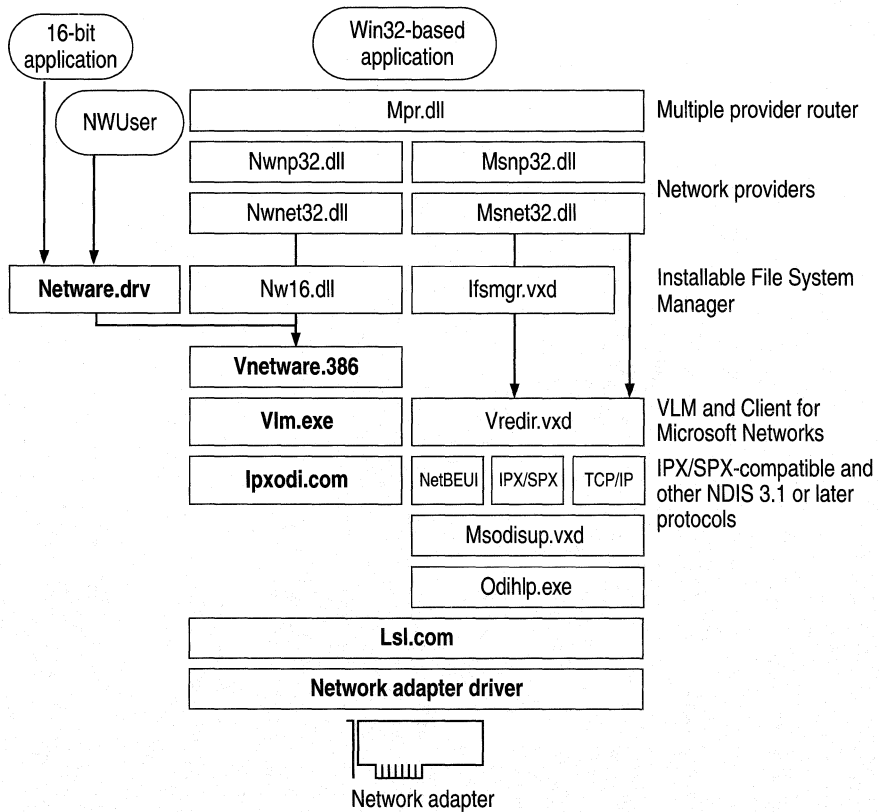 16-bit
application
Win32-based
application
NWUser
Mpr.dll
Multiple provider router
Nwnp32.dll
Msnp32.dll
Network providers
Nwnet32.dll
Msnet32.dll
Netware.drv
Nw16.dll
Ifsmgr.vxd
Installable File System
Manager
Vnetware.386
Vlm.exe
Vredir.vxd
VLM and Client for
Microsoft Networks
Ipxodi.com
NetBEUI
IPX/SPX
TCP/IP
IPX/SPX-compatible and
other NDIS 3.1 or later
protocols
Msodisup.vxd
Odihlp.exe
Lsl.com
Network adapter driver
Network adapter